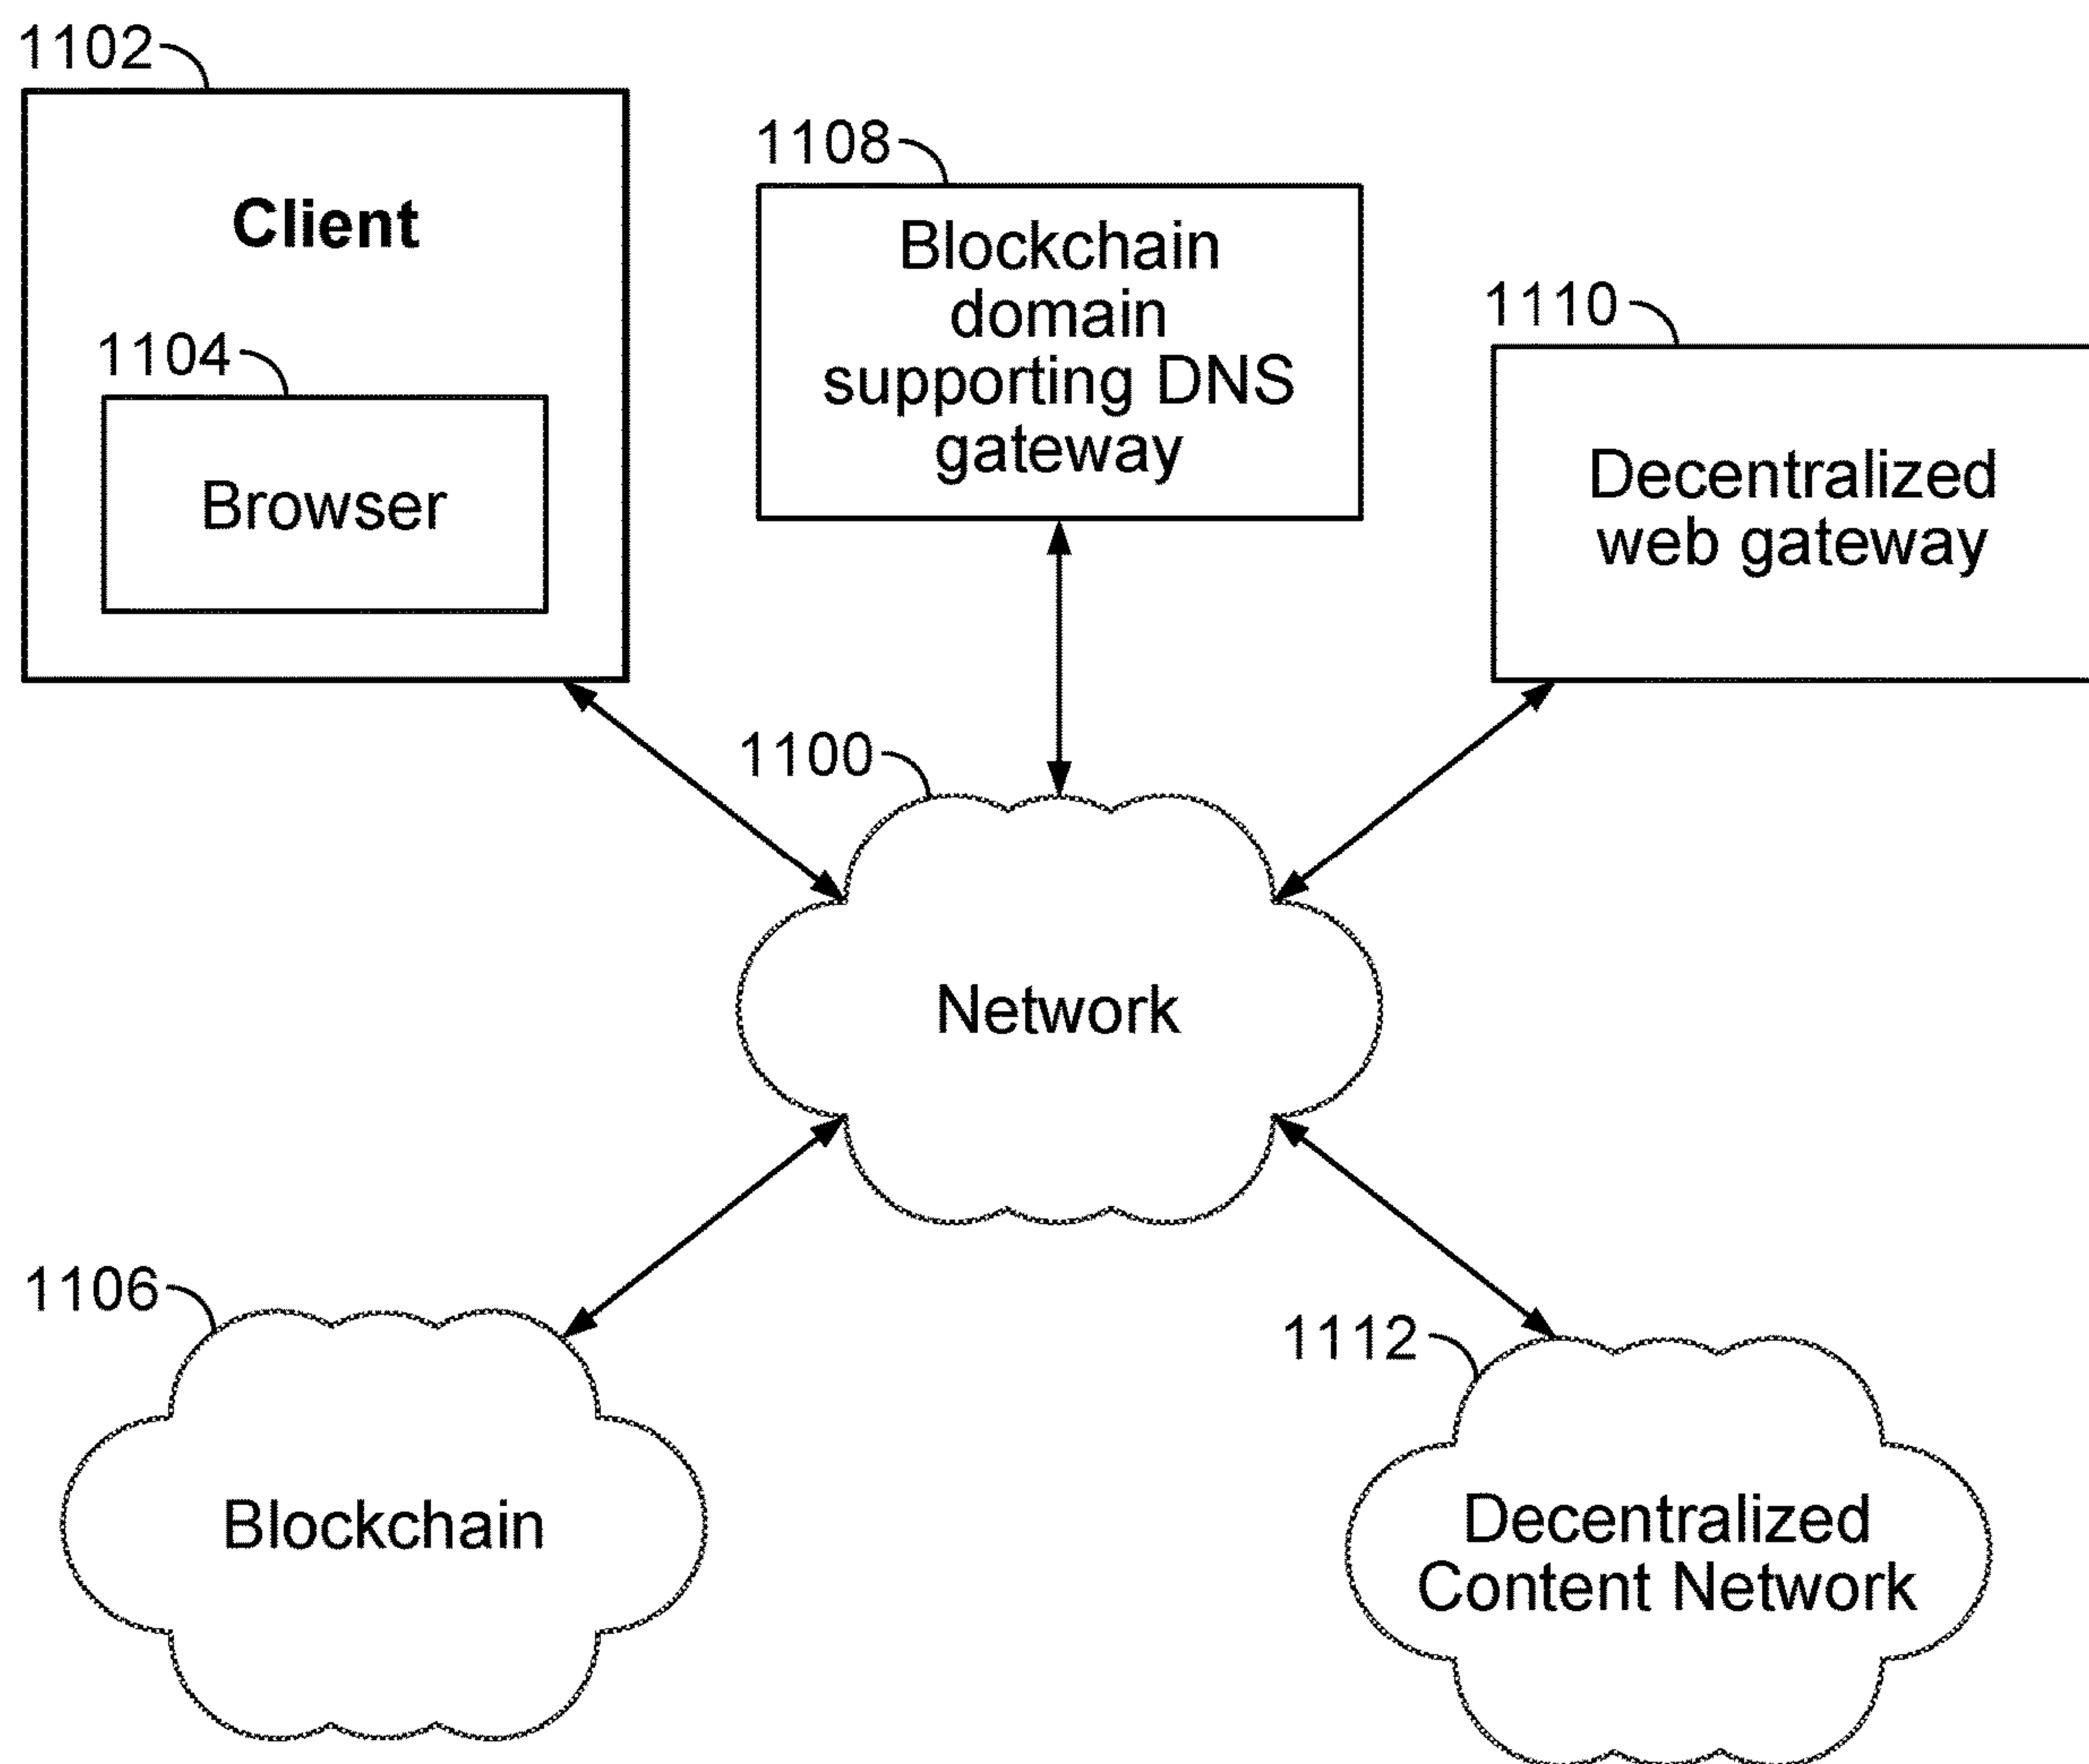 1102
Client
1104
Browser
1108
Blockchain
domain
supporting DNS
gateway
1110
Decentralized
web gateway
1100
Network
1106
Blockchain
1112
Decentralized
Content Network